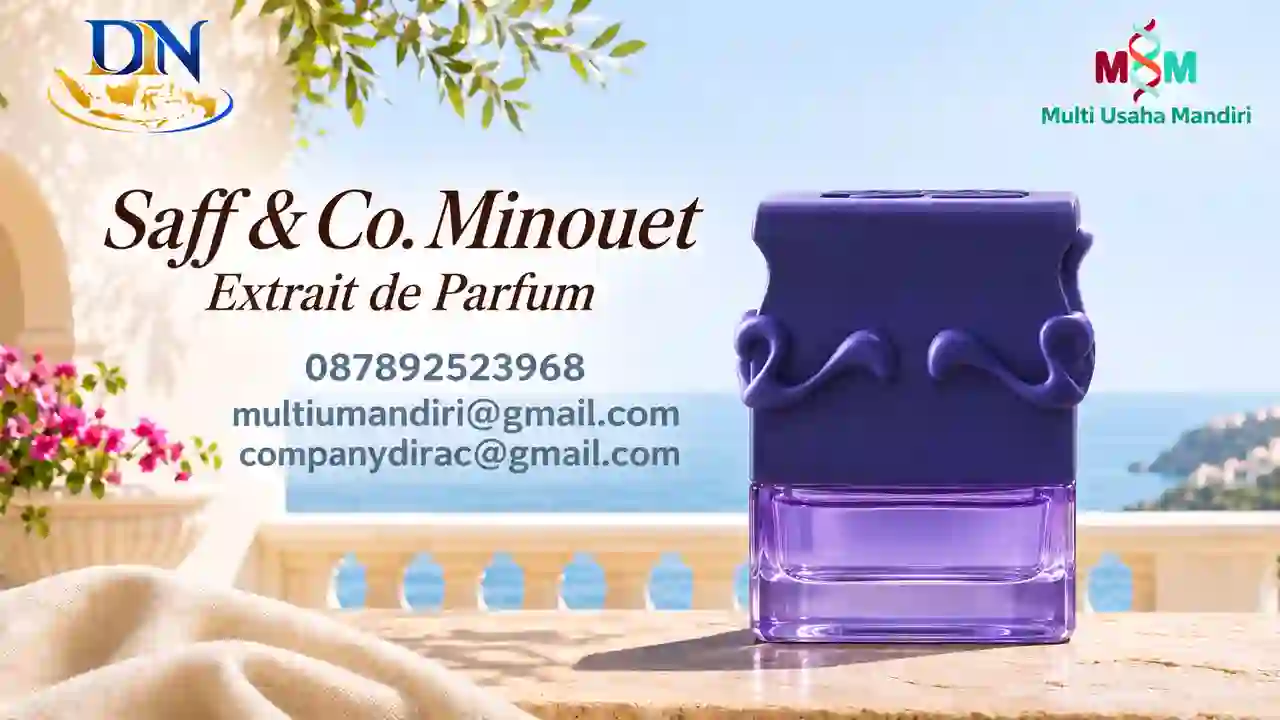 DN
MSM
Multi Usaha Mandiri
Saff & Co. Minouet
Extrait de Parfum
087892523968
multiumandiri@gmail.com
companydirac@gmail.com